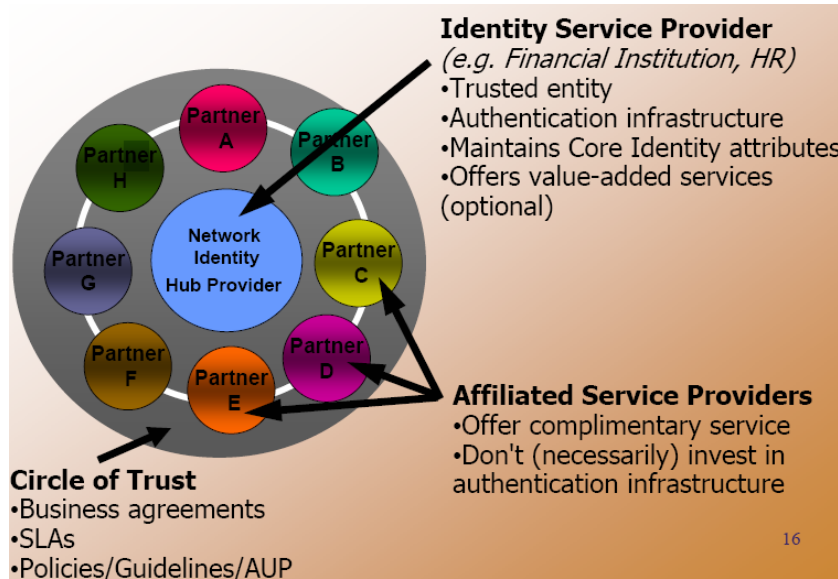 Identity Service Provider
(e.g. Financial Institution, HR)
•Trusted entity
•Authentication infrastructure
•Maintains Core Identity attributes
•Offers value-added services
(optional)
Partner
A
Partner
B
Partner
H
Network
Identity
Hub Provider
Partner
C
Partner
G
Partner
D
Partner
F
Partner
E
Affiliated Service Providers
•Offer complimentary service
•Don't (necessarily) invest in
authentication infrastructure
Circle of Trust
•Business agreements
•SLAs
•Policies/Guidelines/AUP
16